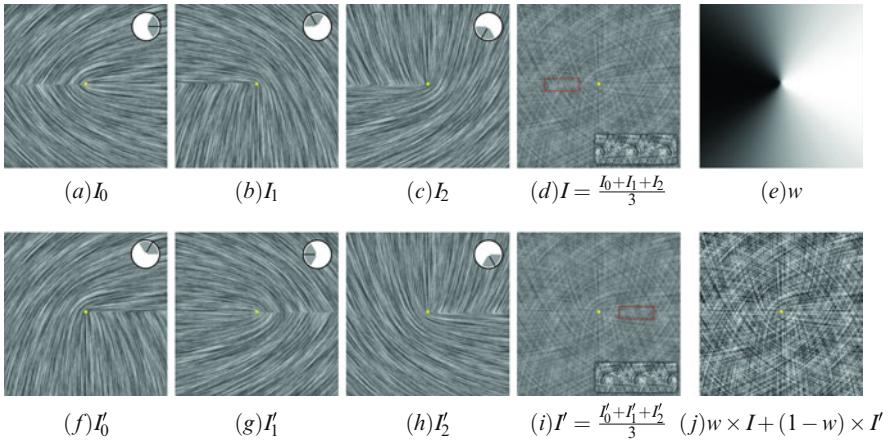 (a)I₀ (b)I₁ (c)I₂ (d)I = (I₀+I₁+I₂)/3 (e)w
(f)I′₀ (g)I′₁ (h)I′₂ (i)I′ = (I′₀+I′₁+I′₂)/3 (j)w × I + (1 − w) × I′